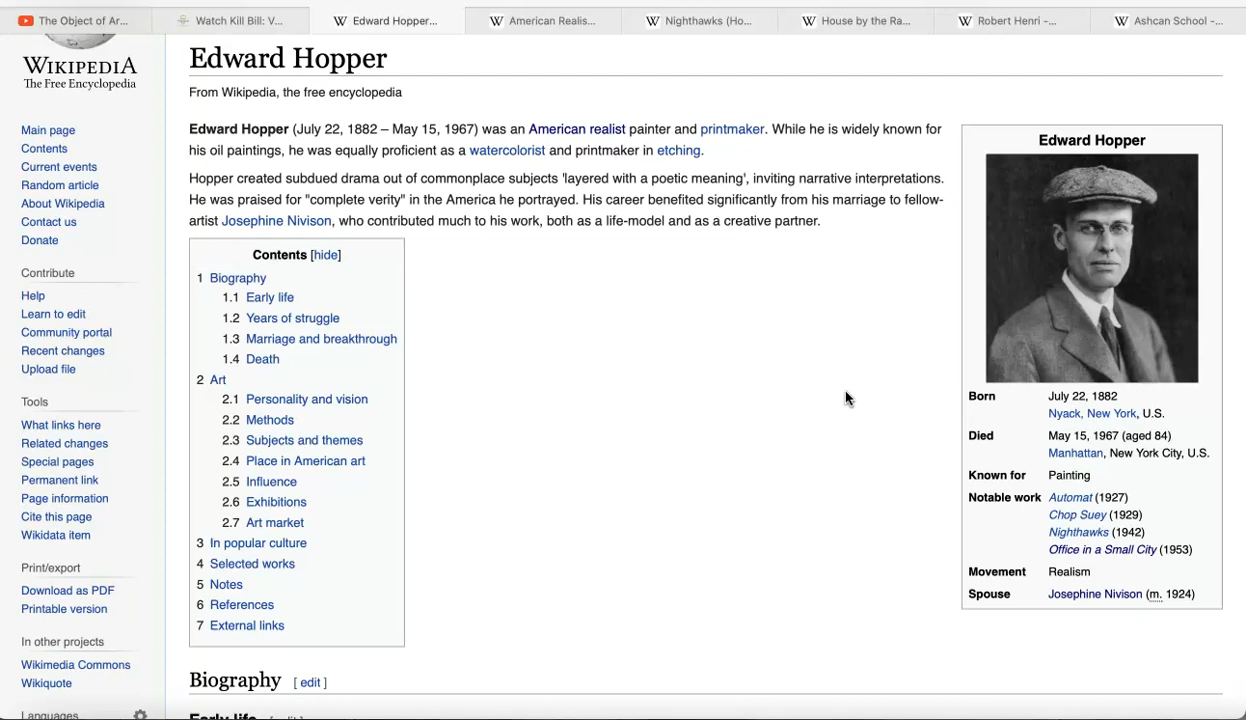 The Object of Ar...
Watch Kill Bill: V...
Edward Hopper...
American Realis...
Nighthawks (Ho...
House by the Ra...
Robert Henri -...
Ashcan School -...
WIKIPEDIA
The Free Encyclopedia
Main page
Contents
Current events
Random article
About Wikipedia
Contact us
Donate
Contribute
Help
Learn to edit
Community portal
Recent changes
Upload file
Tools
What links here
Related changes
Special pages
Permanent link
Page information
Cite this page
Wikidata item
Print/export
Download as PDF
Printable version
In other projects
Wikimedia Commons
Wikiquote
Languages
Edward Hopper
From Wikipedia, the free encyclopedia
Edward Hopper (July 22, 1882 – May 15, 1967) was an American realist painter and printmaker. While he is widely known for
his oil paintings, he was equally proficient as a watercolorist and printmaker in etching.
Hopper created subdued drama out of commonplace subjects 'layered with a poetic meaning', inviting narrative interpretations.
He was praised for "complete verity" in the America he portrayed. His career benefited significantly from his marriage to fellow-
artist Josephine Nivison, who contributed much to his work, both as a life-model and as a creative partner.
Contents [hide]
1 Biography
1.1 Early life
1.2 Years of struggle
1.3 Marriage and breakthrough
1.4 Death
2 Art
2.1 Personality and vision
2.2 Methods
2.3 Subjects and themes
2.4 Place in American art
2.5 Influence
2.6 Exhibitions
2.7 Art market
3 In popular culture
4 Selected works
5 Notes
6 References
7 External links
Biography [ edit ]
Early life [ edit ]
Edward Hopper
Born July 22, 1882
Nyack, New York, U.S.
Died May 15, 1967 (aged 84)
Manhattan, New York City, U.S.
Known for Painting
Notable work Automat (1927)
Chop Suey (1929)
Nighthawks (1942)
Office in a Small City (1953)
Movement Realism
Spouse Josephine Nivison (m. 1924)